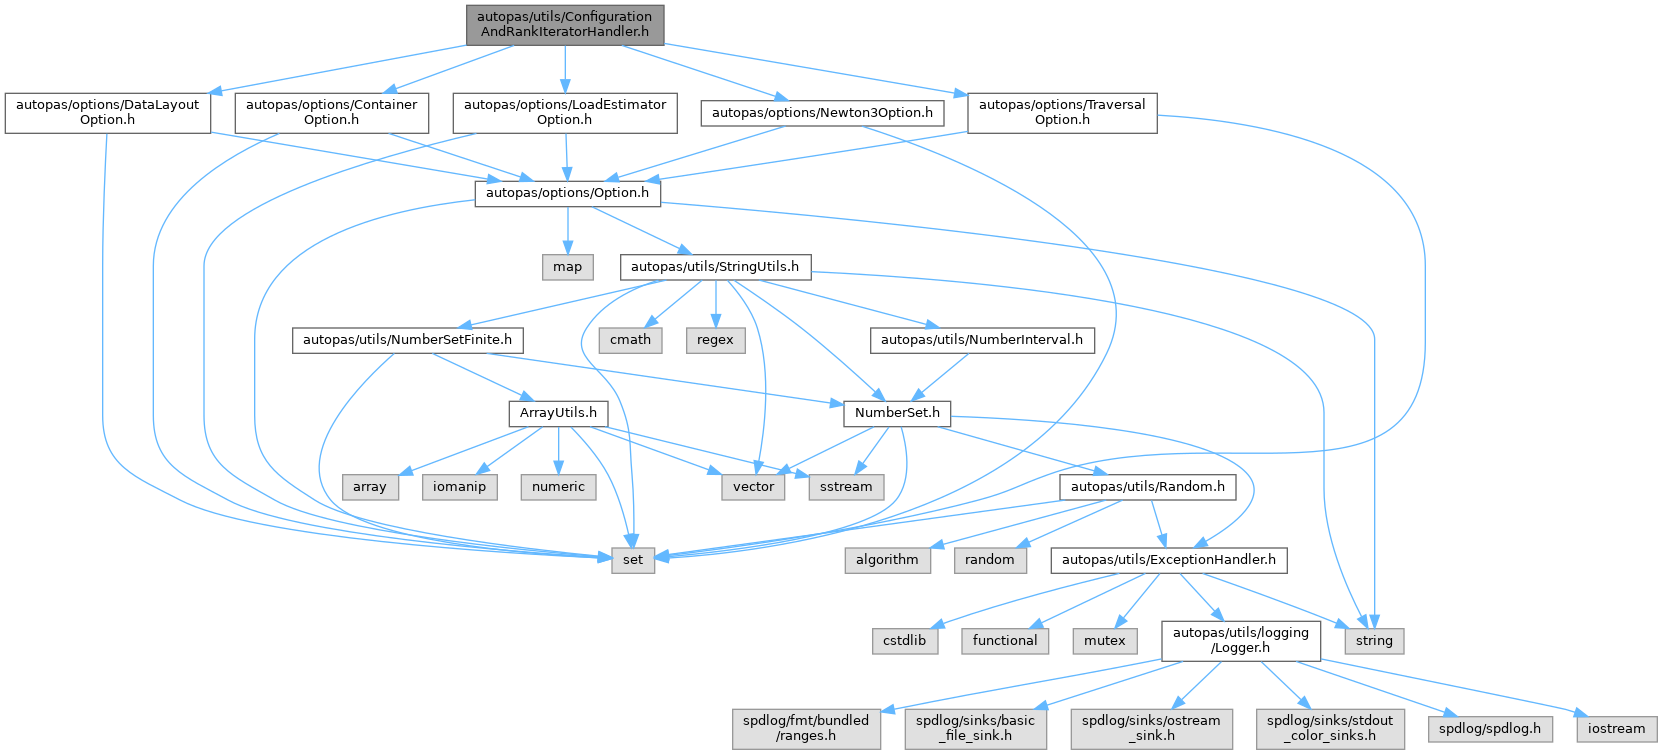 autopas/utils/Configuration
AndRankIteratorHandler.h
autopas/options/DataLayout
Option.h
autopas/options/Container
Option.h
autopas/options/LoadEstimator
Option.h
autopas/options/Newton3Option.h
autopas/options/Traversal
Option.h
autopas/options/Option.h
map
autopas/utils/StringUtils.h
autopas/utils/NumberSetFinite.h
cmath
regex
autopas/utils/NumberInterval.h
ArrayUtils.h
NumberSet.h
array
iomanip
numeric
vector
sstream
autopas/utils/Random.h
set
algorithm
random
autopas/utils/ExceptionHandler.h
cstdlib
functional
mutex
autopas/utils/logging
/Logger.h
string
spdlog/fmt/bundled
/ranges.h
spdlog/sinks/basic
_file_sink.h
spdlog/sinks/ostream
_sink.h
spdlog/sinks/stdout
_color_sinks.h
spdlog/spdlog.h
iostream